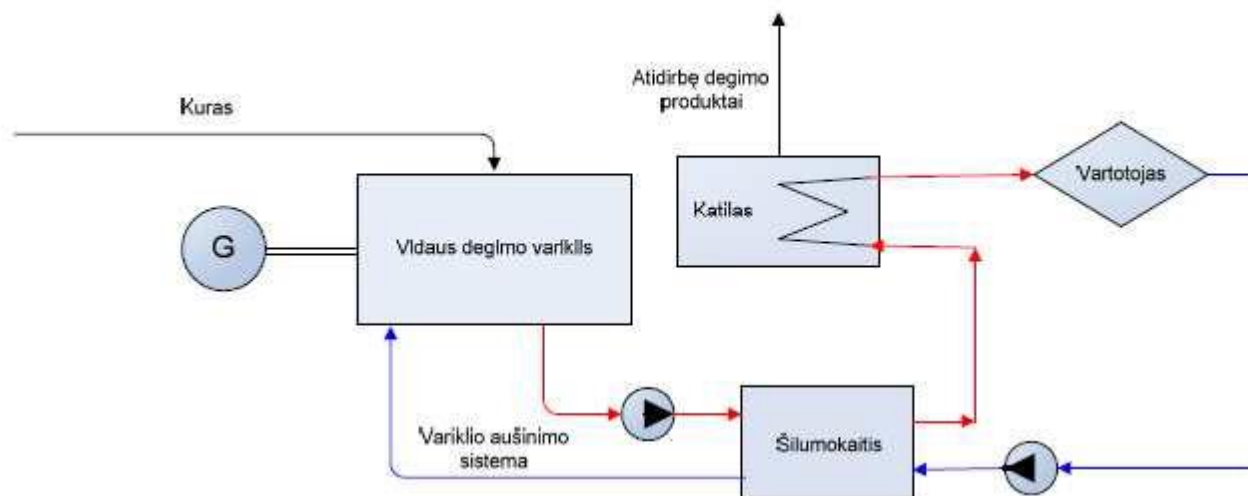 Atidirbę degimo
produktai
Kuras
Vartotojas
Katilas
G
Vidaus degimo variklis
Variklio aušinimo
sistema
Šilumokaitis